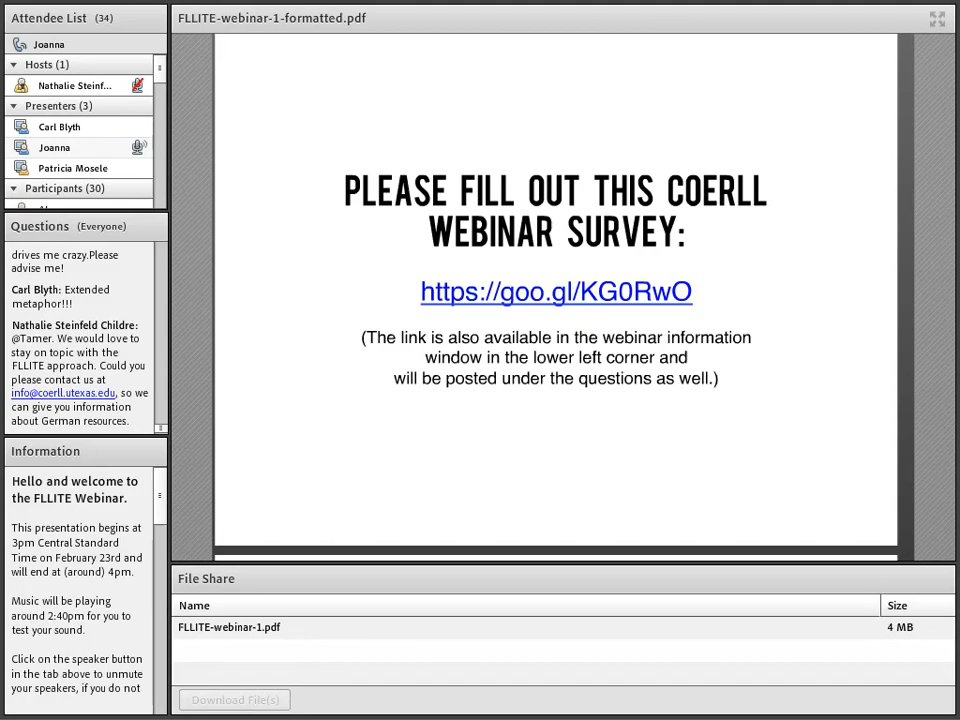 Attendee List (34)
Joanna
Hosts (1)
Nathalie Steinf...
Presenters (3)
Carl Blyth
Joanna
Patricia Mosele
Participants (30)
Questions (Everyone)
drives me crazy.Please
advise me!
Carl Blyth: Extended
metaphor!!!
Nathalie Steinfeld Childre:
@Tamer. We would love to
stay on topic with the
FLLITE approach. Could you
please contact us at
info@coerll.utexas.edu, so we
can give you information
about German resources.
Information
Hello and welcome to
the FLLITE Webinar.
This presentation begins at
3pm Central Standard
Time on February 23rd and
will end at (around) 4pm.
Music will be playing
around 2:40pm for you to
test your sound.
Click on the speaker button
in the tab above to unmute
your speakers, if you do not
FLLITE-webinar-1-formatted.pdf
PLEASE FILL OUT THIS COERLL
WEBINAR SURVEY:
https://goo.gl/KG0RwO
(The link is also available in the webinar information
window in the lower left corner and
will be posted under the questions as well.)
File Share
Name Size
FLLITE-webinar-1.pdf 4 MB
Download File(s)